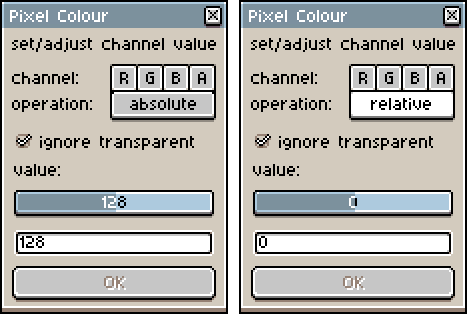 Pixel Colour
set/adjust channel value
channel: R G B A
operation: absolute
ignore transparent
value:
128
128
OK
Pixel Colour
set/adjust channel value
channel: R G B A
operation: relative
ignore transparent
value:
0
0
OK